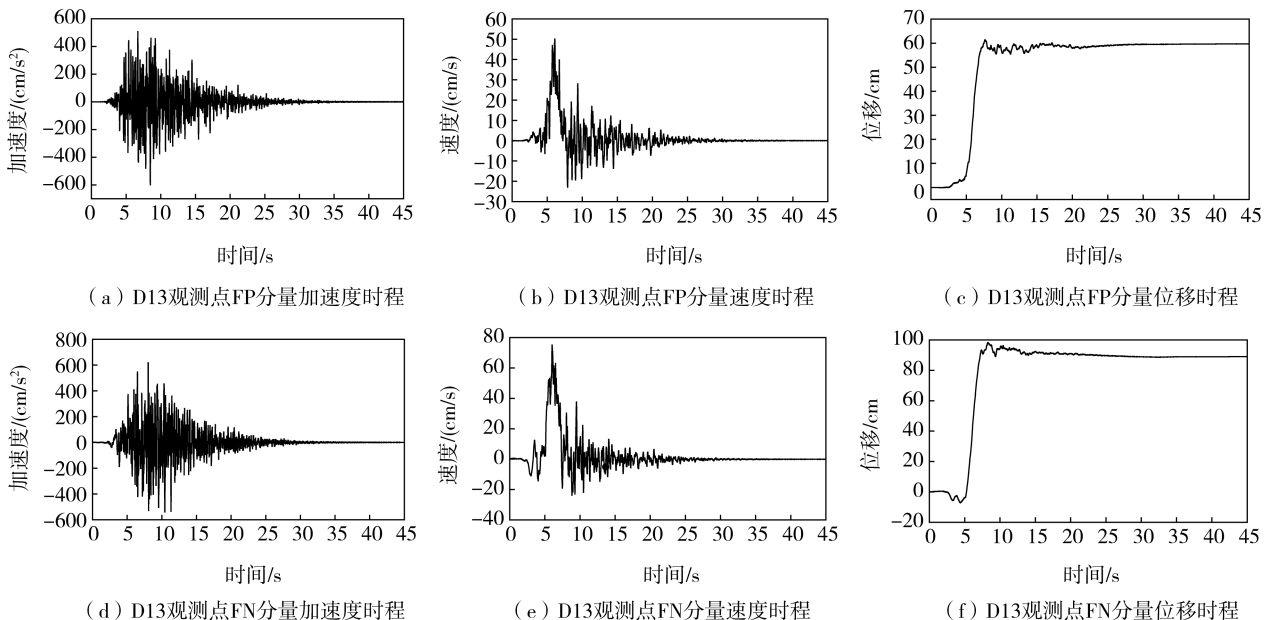 600
400
200
0
−200
−400
−600
加速度/(cm/s²)
0 5 10 15 20 25 30 35 40 45
时间/s
(a)D13观测点FP分量加速度时程
60
50
40
30
20
10
0
−10
−20
−30
速度/(cm/s)
0 5 10 15 20 25 30 35 40 45
时间/s
(b)D13观测点FP分量速度时程
70
60
50
40
30
20
10
0
位移/cm
0 5 10 15 20 25 30 35 40 45
时间/s
(c)D13观测点FP分量位移时程
800
600
400
200
0
−200
−400
−600
加速度/(cm/s²)
0 5 10 15 20 25 30 35 40 45
时间/s
(d)D13观测点FN分量加速度时程
80
60
40
20
0
−20
−40
速度/(cm/s)
0 5 10 15 20 25 30 35 40 45
时间/s
(e)D13观测点FN分量速度时程
100
80
60
40
20
0
−20
位移/cm
0 5 10 15 20 25 30 35 40 45
时间/s
(f)D13观测点FN分量位移时程